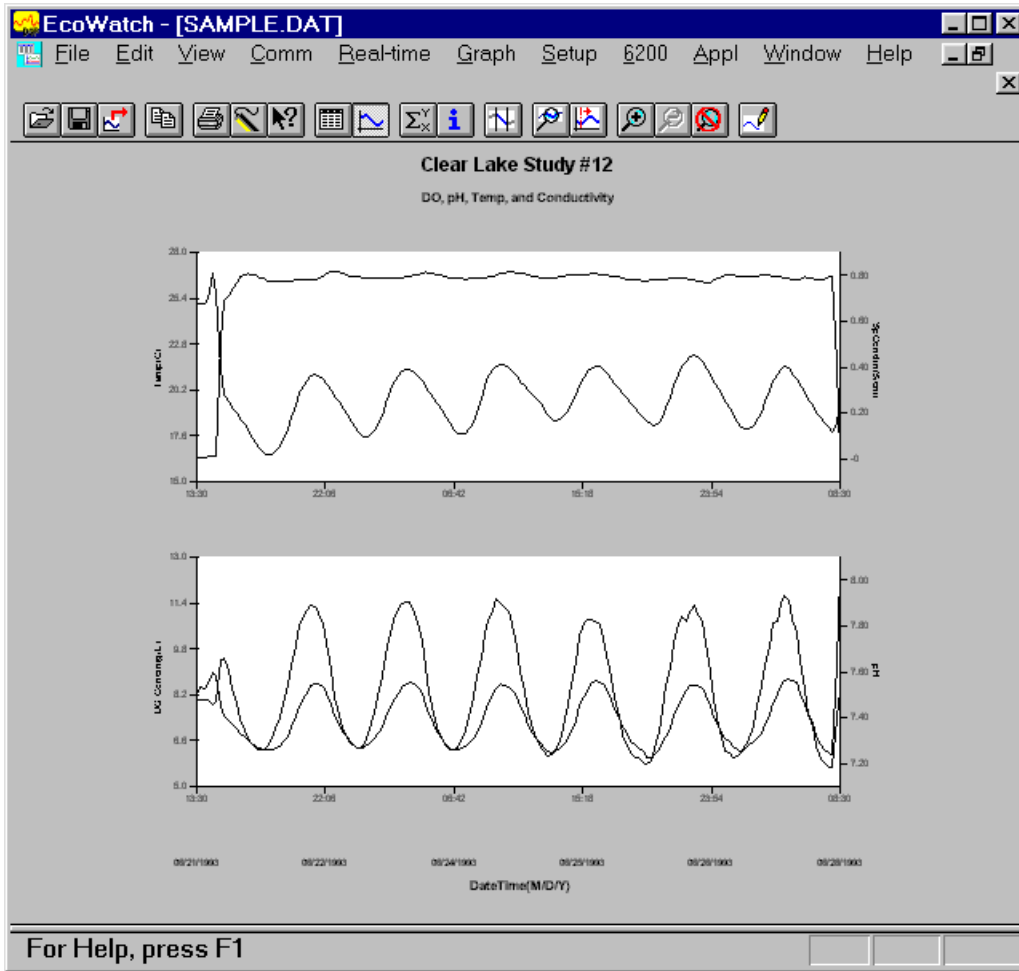 EcoWatch - [SAMPLE.DAT]
File Edit View Comm Real-time Graph Setup 6200 Appl Window Help
Clear Lake Study #12
DO, pH, Temp, and Conductivity
28.0
25.4
22.8
20.2
17.6
15.0
Temp(C)
0.80
0.60
0.40
0.20
-0
13:30 22:06 06:42 15:18 23:54 08:30
13.0
11.4
9.8
8.2
6.6
5.0
8.00
7.80
7.60
7.40
7.20
pH
13:30 22:06 06:42 15:18 23:54 08:30
DateTime(M/D/Y)
For Help, press F1